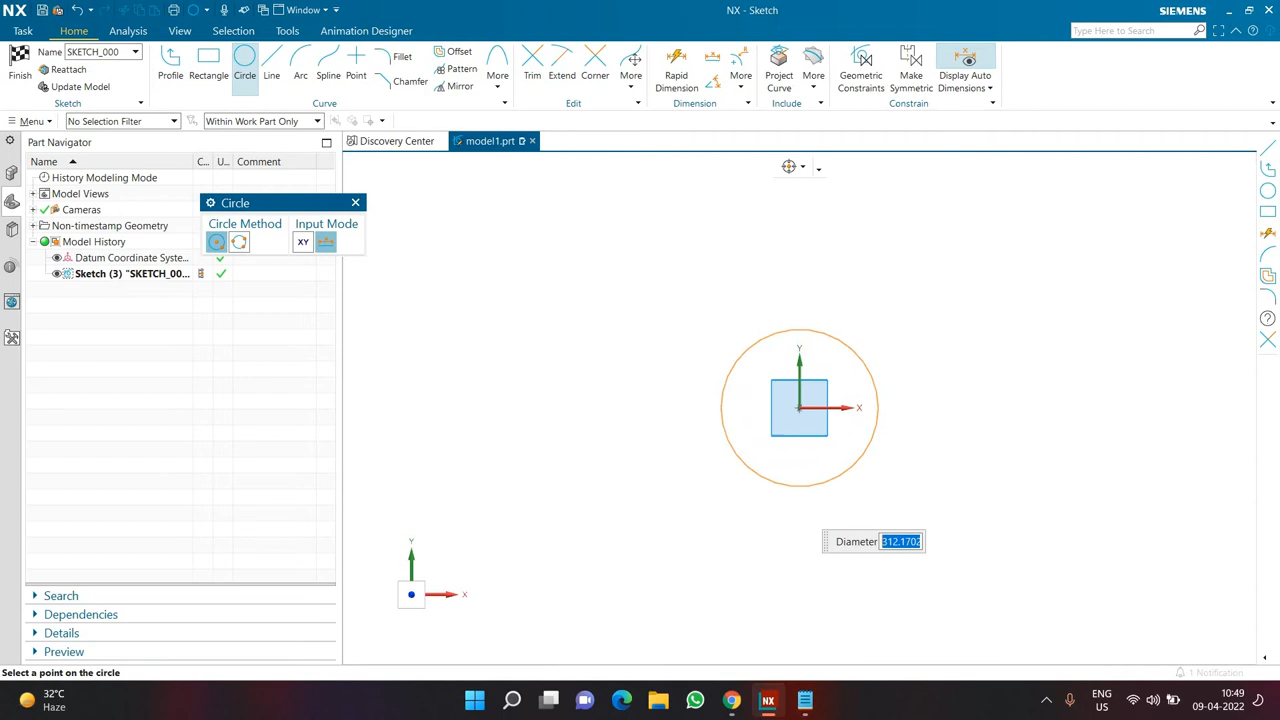 NX
Window
NX - Sketch
SIEMENS
Task
Home
Analysis
View
Selection
Tools
Animation Designer
Type Here to Search
Name SKETCH_000
Reattach
Update Model
Finish
Sketch
Profile
Rectangle
Circle
Line
Arc
Spline
Point
Fillet
Chamfer
Offset
Pattern
Mirror
More
Curve
Trim
Extend
Corner
More
Edit
Rapid
Dimension
More
Dimension
Project
Curve
More
Include
Geometric
Constraints
Make
Symmetric
Display Auto
Dimensions
Constrain
Menu
No Selection Filter
Within Work Part Only
Part Navigator
Discovery Center
model1.prt
Name
C...
U...
Comment
History Modeling Mode
Model Views
Cameras
Non-timestamp Geometry
Model History
Datum Coordinate Syste...
Sketch (3) "SKETCH_00...
Circle
Circle Method
Input Mode
XY
Y
X
Diameter 312.1702
Y
X
Search
Dependencies
Details
Preview
Select a point on the circle
1 Notification
32°C
Haze
NX
ENG
US
10:49
09-04-2022